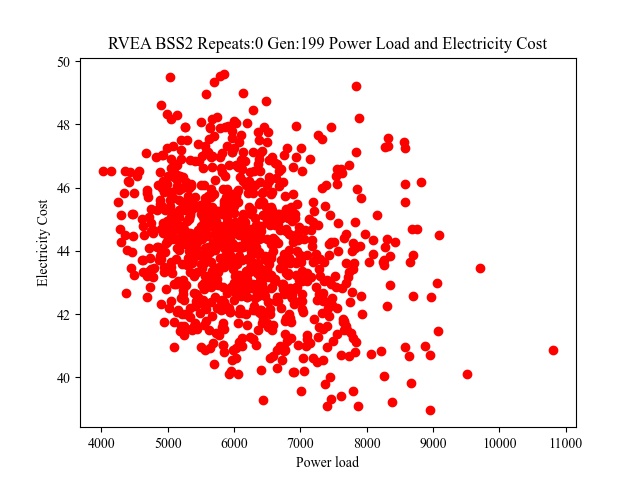 RVEA BSS2 Repeats:0 Gen:199 Power Load and Electricity Cost
50
48
46
44
42
40
Electricity Cost
4000 5000 6000 7000 8000 9000 10000 11000
Power load